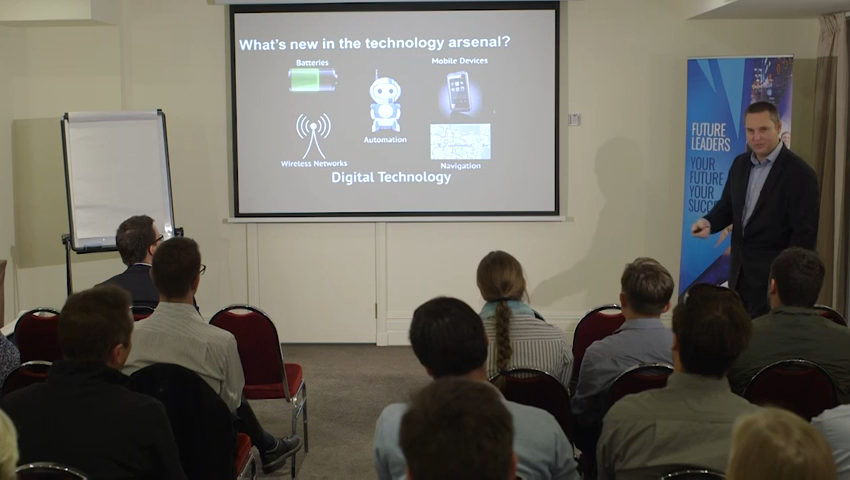 What's new in the technology arsenal?
Batteries
Mobile Devices
Automation
Wireless Networks
Navigation
Digital Technology
FUTURE
LEADERS
YOUR
FUTURE
YOUR